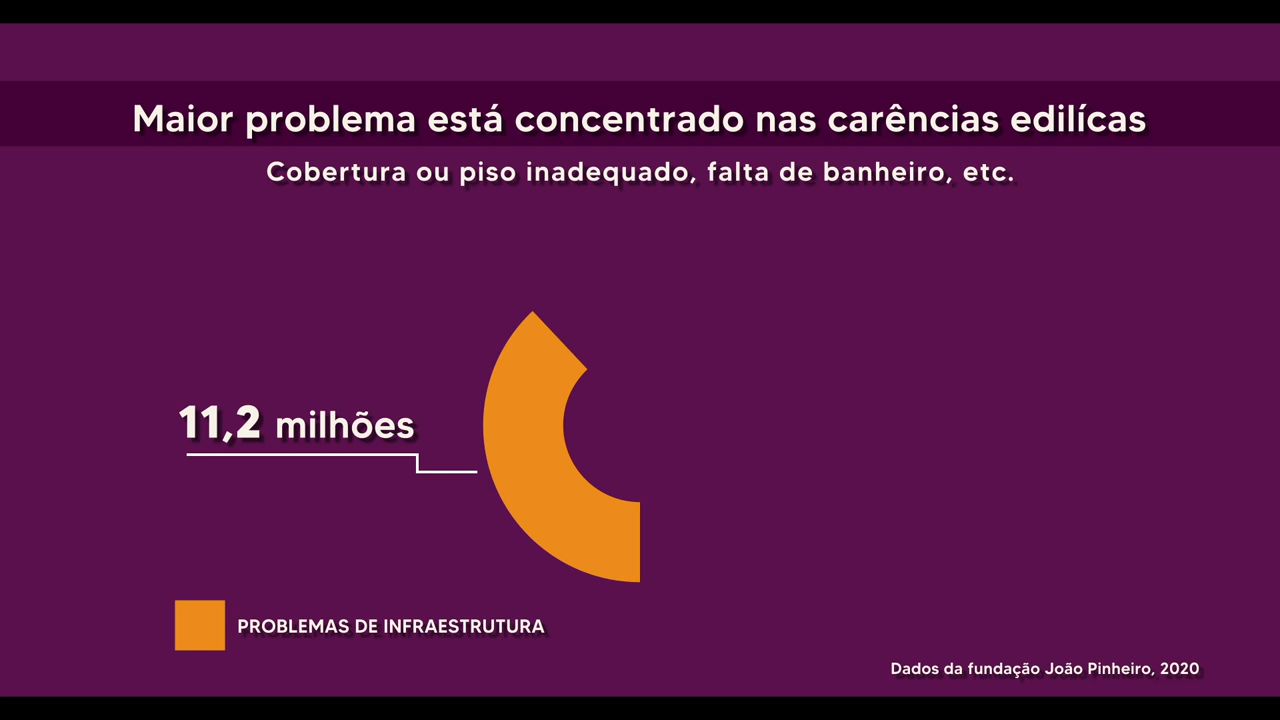 Maior problema está concentrado nas carências edilícas
Cobertura ou piso inadequado, falta de banheiro, etc.
11,2 milhões
PROBLEMAS DE INFRAESTRUTURA
Dados da fundação João Pinheiro, 2020